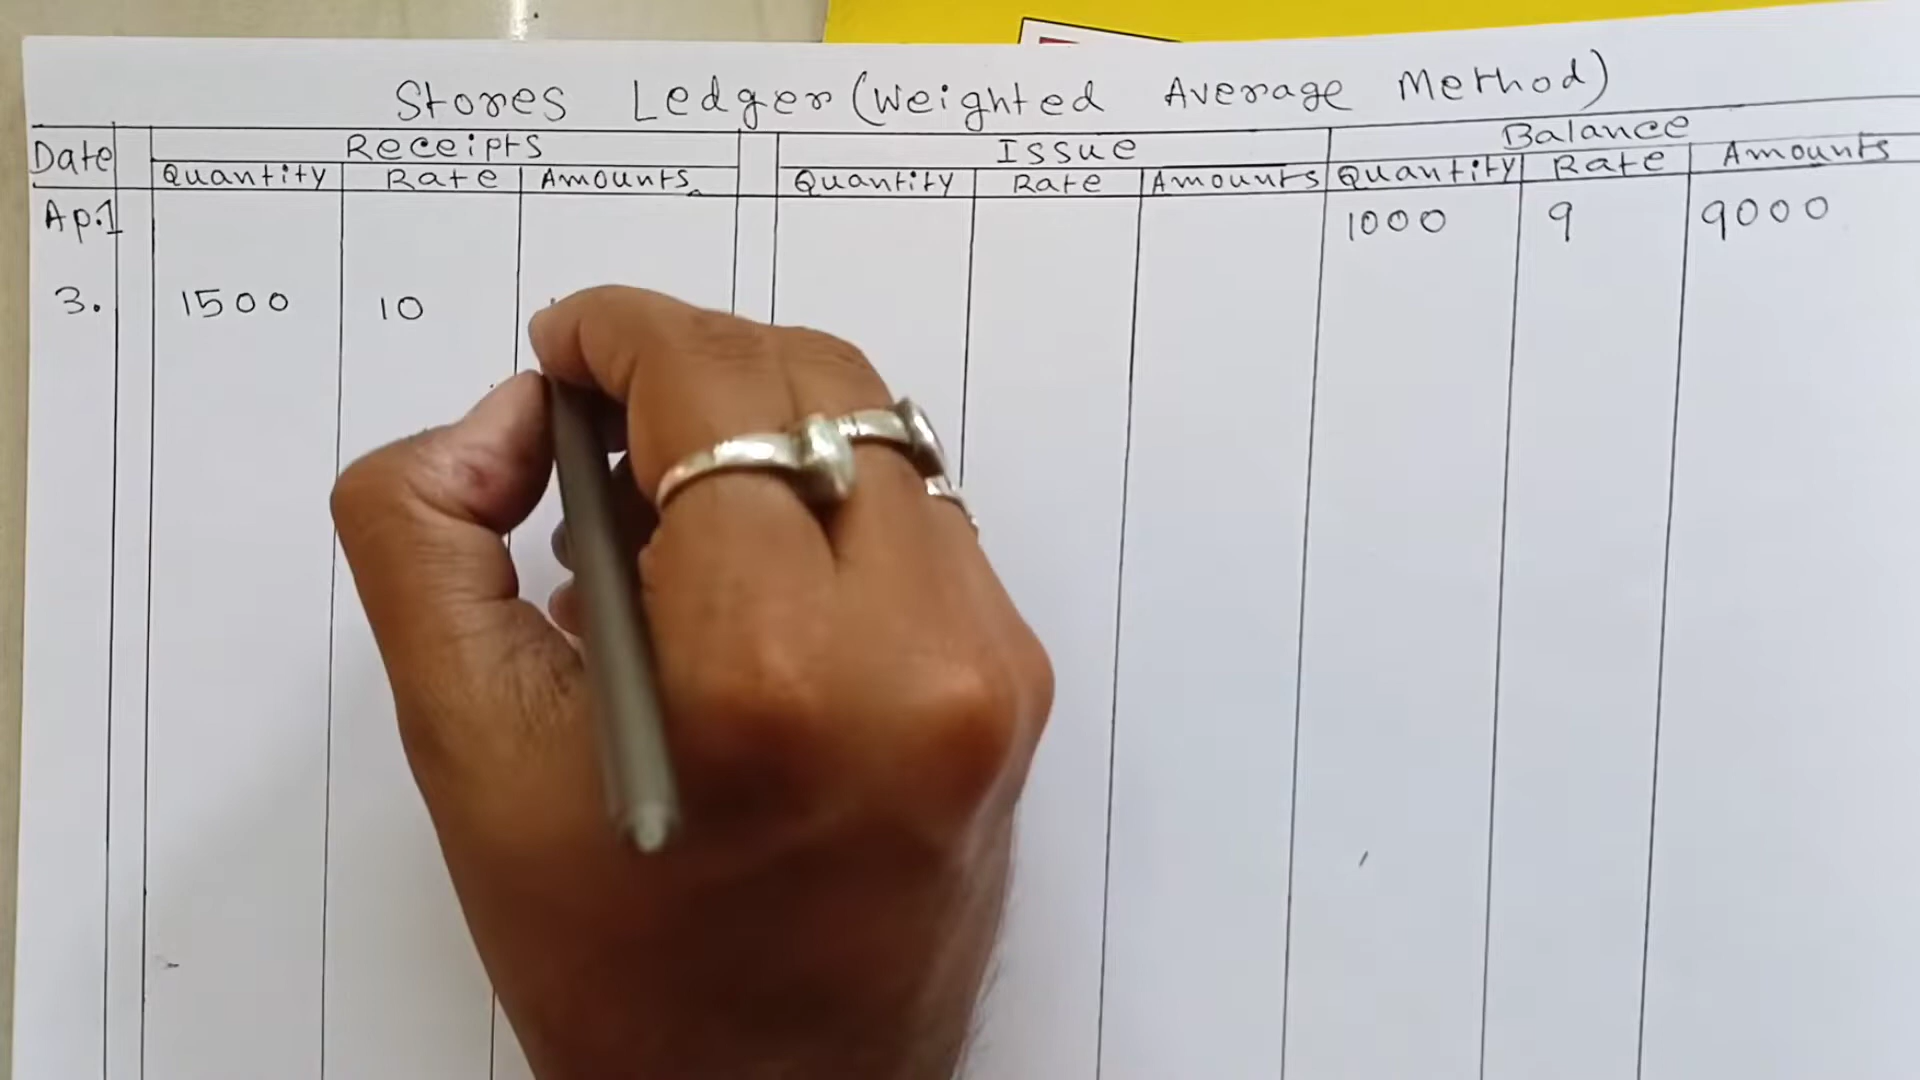 Stores Ledger (Weighted Average Method)
Date Receipts Issue Balance
Quantity Rate Amounts Quantity Rate Amounts Quantity Rate Amounts
Ap.1 1000 9 9000
3. 1500 10